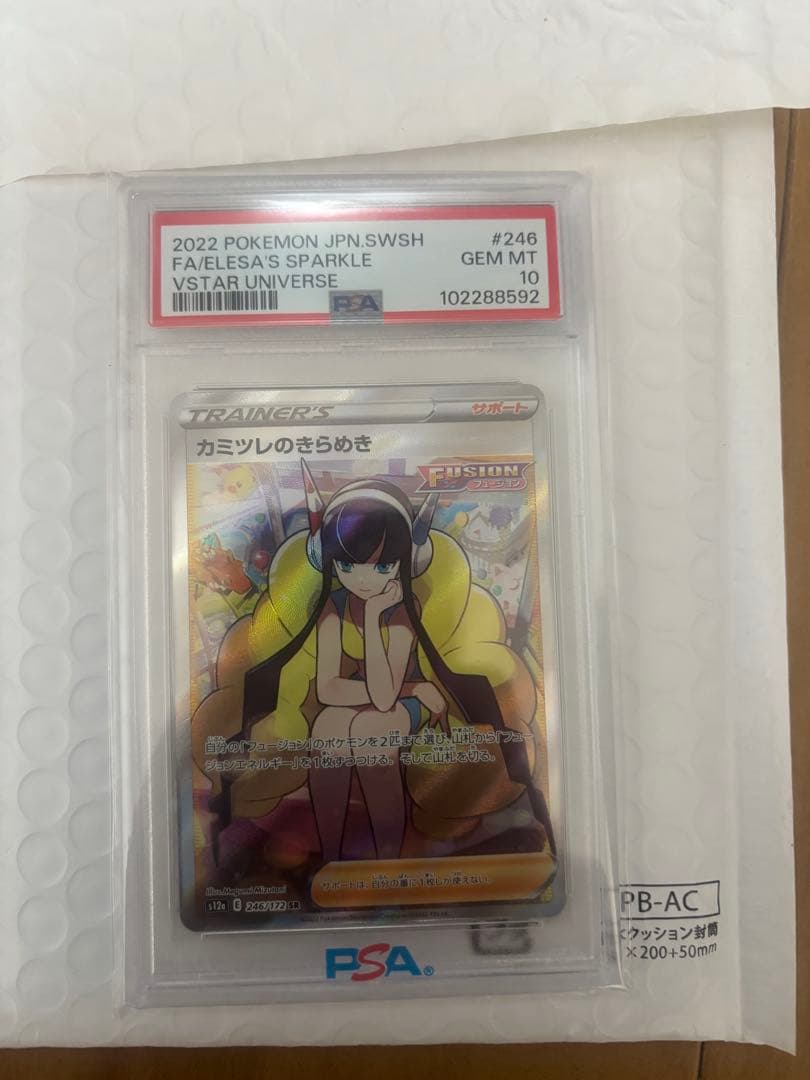 2022 POKEMON JPN.SWSH #246
FA/ELESA'S SPARKLE GEM MT
VSTAR UNIVERSE 10
PSA 102288592
TRAINER'S サポート
カミツレのきらめき
FUSION
フュージョン
自分の「フュージョン」のポケモンを2匹まで選び、山札から「フュー
ジョンエネルギー」を1枚ずつつける。そして山札を切る。
サポートは、自分の番に1枚しか使えない。
Illus. Megumi Mizutani
s12a E 246/172 SR
PSA®
PB-AC
クッション封筒
×200+50mm